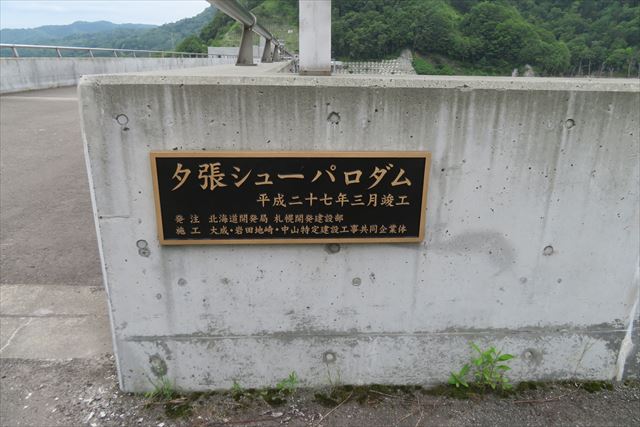 夕張シューパロダム
平成二十七年三月竣工
発注 北海道開発局 札幌開発建設部
施工 大成・岩田地崎・中山特定建設工事共同企業体